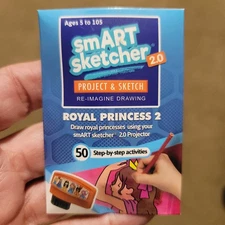 Ages 5 to 105
smART
sketcher 2.0
PROJECT & SKETCH
RE-IMAGINE DRAWING
ROYAL PRINCESS 2
Draw royal princesses using your
smART sketcher 2.0 Projector
50 Step-by-step activities